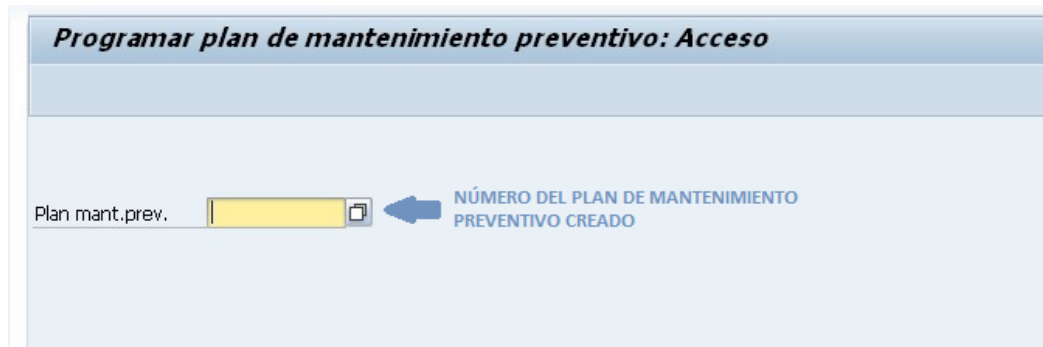 Programar plan de mantenimiento preventivo: Acceso
Plan mant.prev.
NÚMERO DEL PLAN DE MANTENIMIENTO
PREVENTIVO CREADO